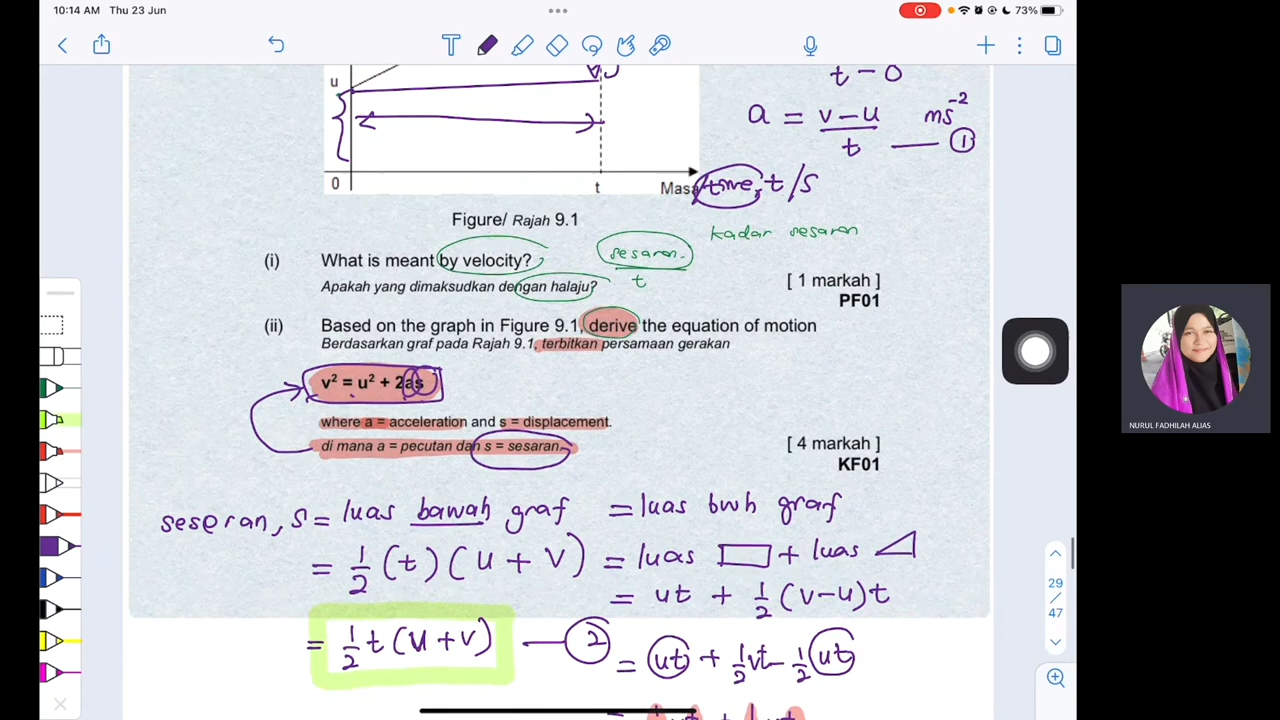 10:14 AM Thu 23 Jun
73%
t - 0
u
a = v - u / t ms⁻² ①
0
t
Masa
time, t/s
Figure/ Rajah 9.1
kadar sesaran
(i) What is meant by velocity?
sesaran
t
Apakah yang dimaksudkan dengan halaju?
[ 1 markah ]
PF01
(ii) Based on the graph in Figure 9.1, derive the equation of motion
Berdasarkan graf pada Rajah 9.1, terbitkan persamaan gerakan
v² = u² + 2as
where a = acceleration and s = displacement.
di mana a = pecutan dan s = sesaran.
[ 4 markah ]
KF01
seseran, s = luas bawah graf = luas bwh graf
= ½ (t) (u + v) = luas ▭ + luas ◿
= ut + ½ (v-u)t
= ½ t (u + v) — ②
= ut + ½vt - ½ut
29
/
47
NURUL FADHILAH ALIAS